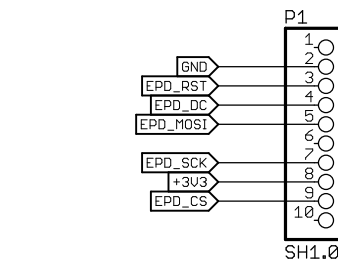 P1
1
GND 2
EPD_RST 3
EPD_DC 4
EPD_MOSI 5
6
EPD_SCK 7
+3V3 8
EPD_CS 9
10
SH1.0